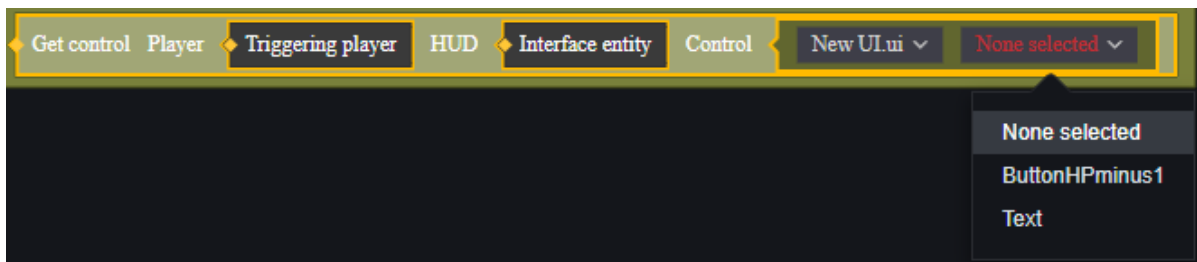 Get control Player Triggering player HUD Interface entity Control New UI.ui None selected
None selected
ButtonHPminus1
Text